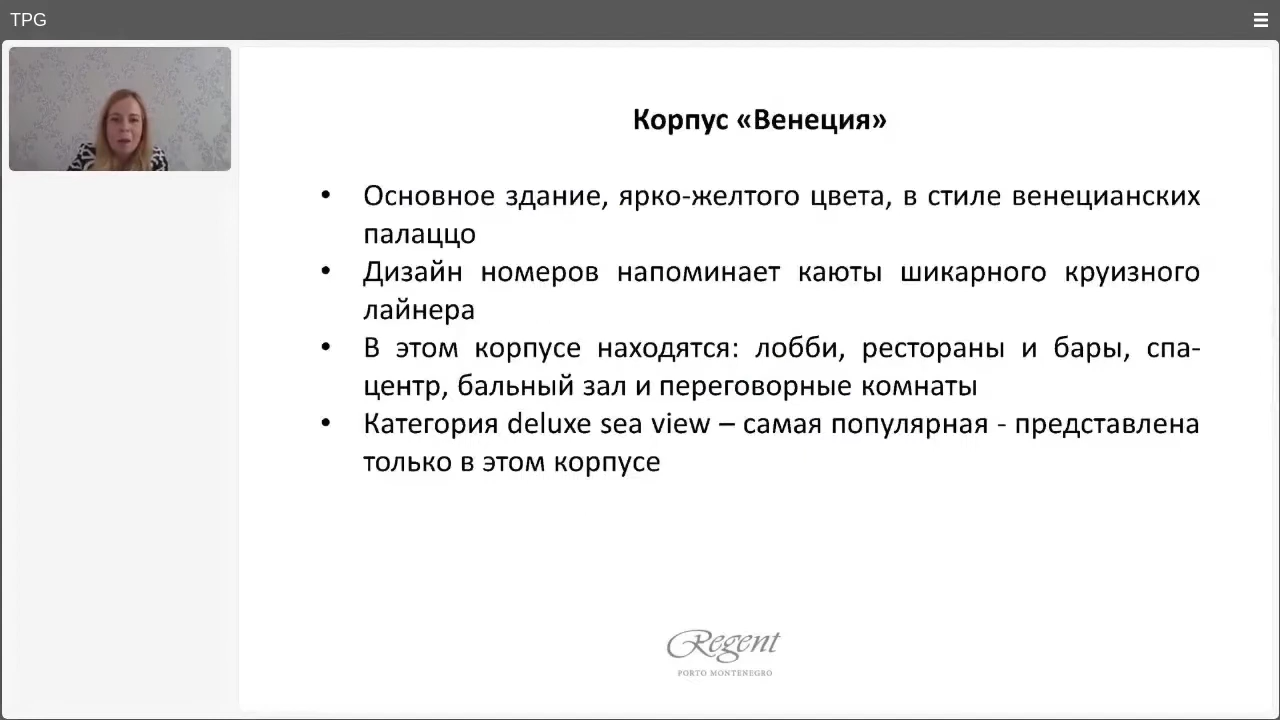 TPG
Корпус «Венеция»
• Основное здание, ярко-желтого цвета, в стиле венецианских
палаццо
• Дизайн номеров напоминает каюты шикарного круизного
лайнера
• В этом корпусе находятся: лобби, рестораны и бары, спа-
центр, бальный зал и переговорные комнаты
• Категория deluxe sea view – самая популярная - представлена
только в этом корпусе
Regent
PORTO MONTENEGRO